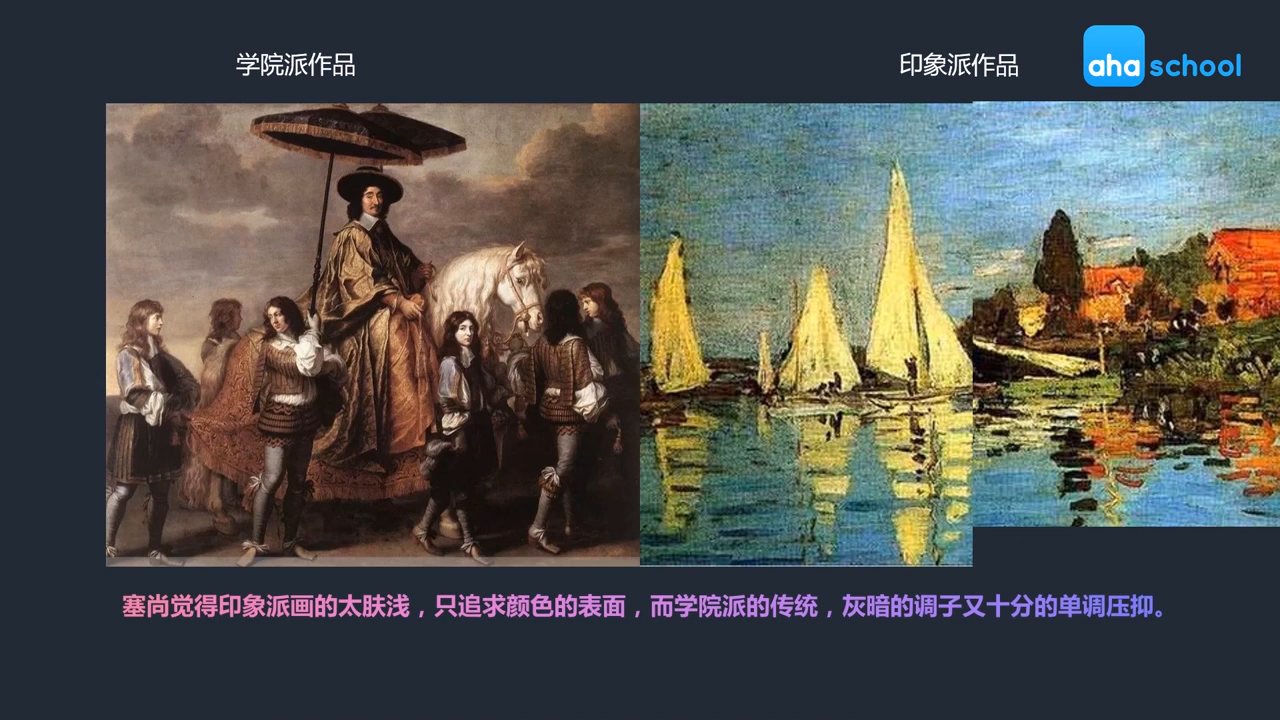 学院派作品
印象派作品
aha school
塞尚觉得印象派画的太肤浅，只追求颜色的表面，而学院派的传统，灰暗的调子又十分的单调压抑。